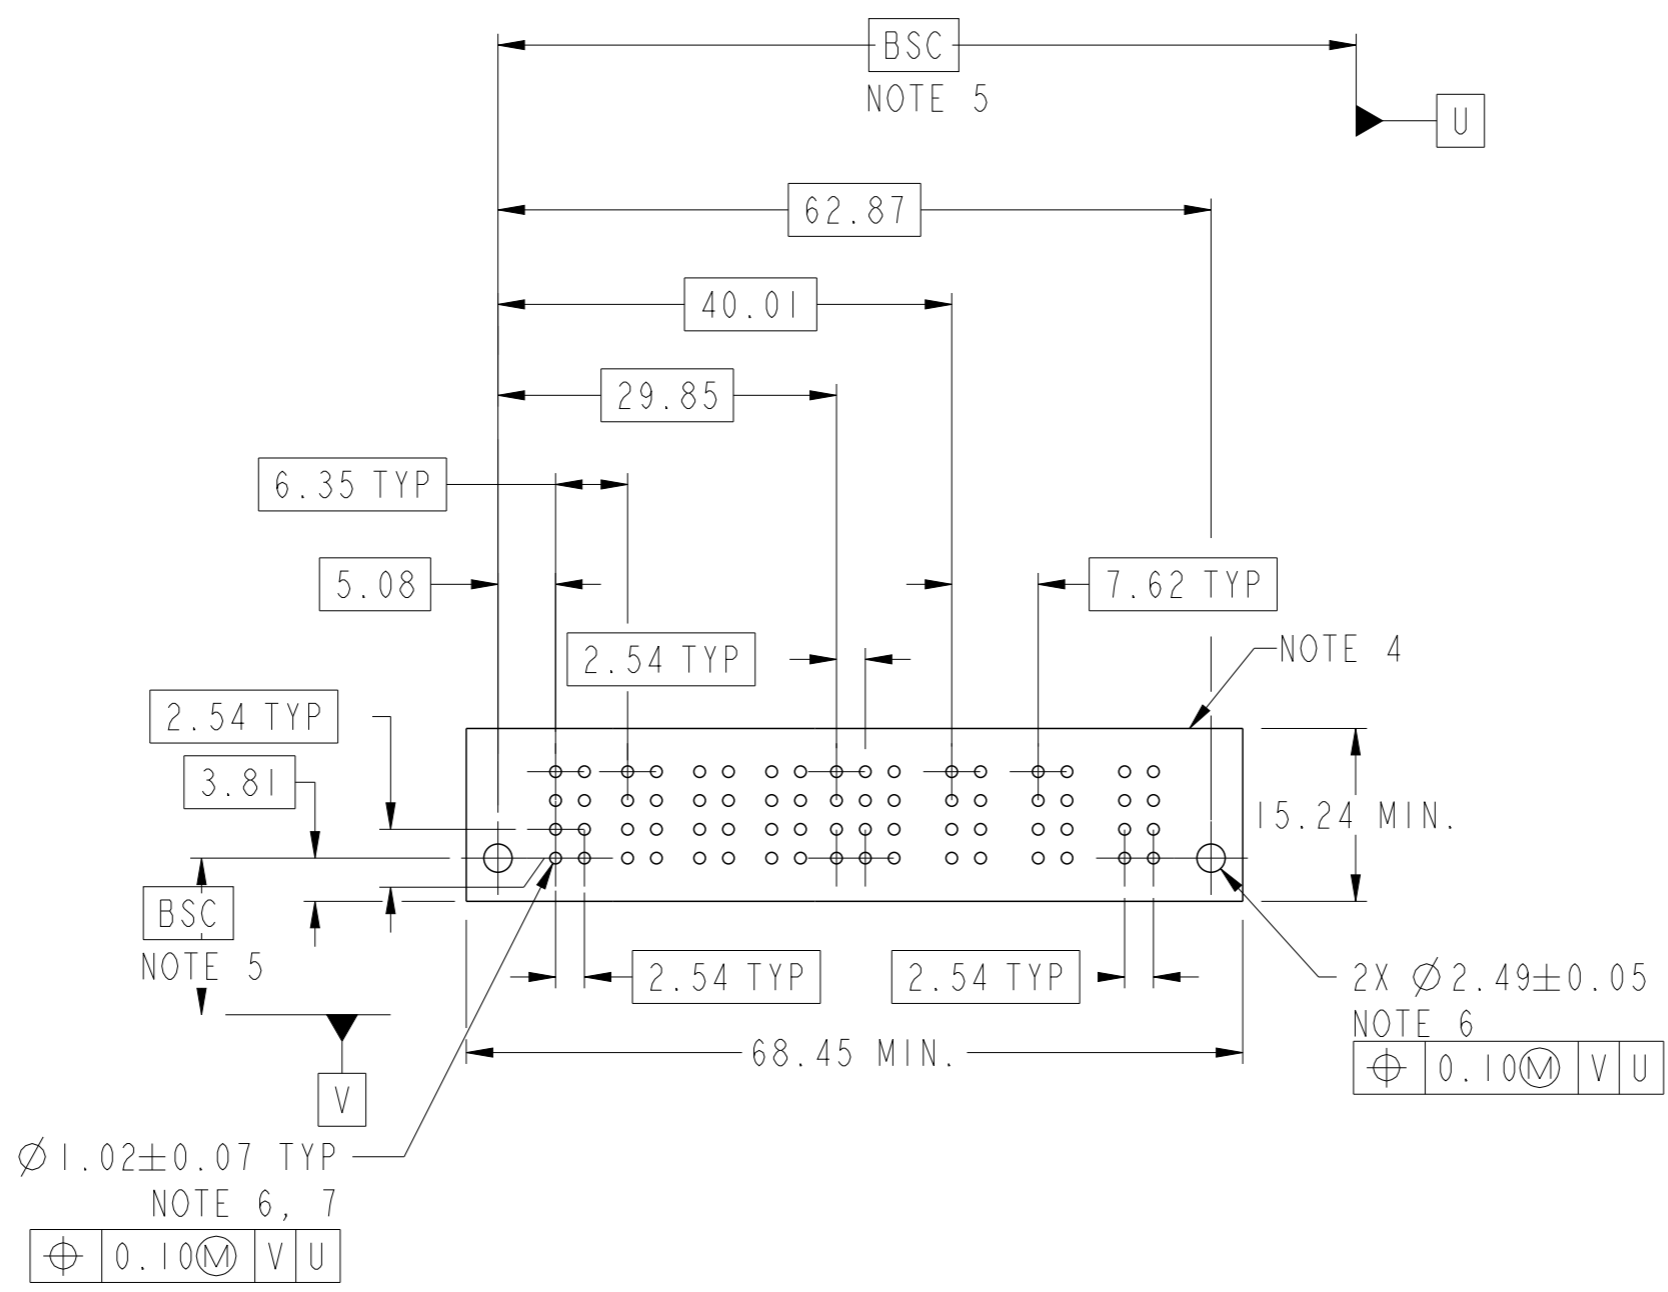 BSC
NOTE 5
U
62.87
40.01
29.85
6.35 TYP
5.08
7.62 TYP
2.54 TYP
NOTE 4
2.54 TYP
3.81
15.24 MIN.
BSC
NOTE 5
2.54 TYP
2.54 TYP
2X Ø2.49±0.05
NOTE 6
⌖ 0.10Ⓜ V U
68.45 MIN.
V
Ø1.02±0.07 TYP
NOTE 6, 7
⌖ 0.10Ⓜ V U